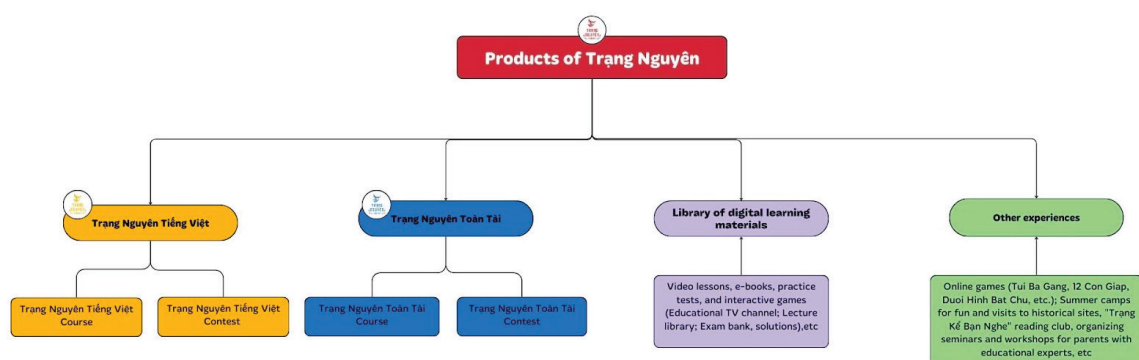 Products of Trạng Nguyên
Trạng Nguyên Tiếng Việt
Trạng Nguyên Toàn Tài
Library of digital learning
materials
Other experiences
Trạng Nguyên Tiếng Việt
Course
Trạng Nguyên Tiếng Việt
Contest
Trạng Nguyên Toàn Tài
Course
Trạng Nguyên Toàn Tài
Contest
Video lessons, e-books, practice
tests, and interactive games
(Educational TV channel; Lecture
library; Exam bank, solutions),etc
Online games (Tui Ba Gang, 12 Con Giap,
Duoi Hinh Bat Chu, etc.); Summer camps
for fun and visits to historical sites, "Trạng
Kể Bạn Nghe" reading club, organizing
seminars and workshops for parents with
educational experts, etc